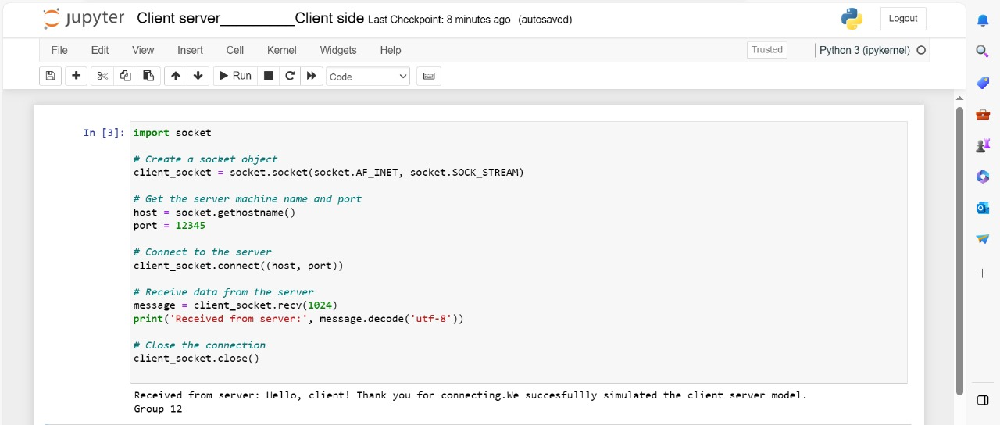 jupyter Client server__________Client side Last Checkpoint: 8 minutes ago (autosaved)
Logout
File Edit View Insert Cell Kernel Widgets Help
Trusted
Python 3 (ipykernel)
Run
Code
In [3]: import socket
# Create a socket object
client_socket = socket.socket(socket.AF_INET, socket.SOCK_STREAM)
# Get the server machine name and port
host = socket.gethostname()
port = 12345
# Connect to the server
client_socket.connect((host, port))
# Receive data from the server
message = client_socket.recv(1024)
print('Received from server:', message.decode('utf-8'))
# Close the connection
client_socket.close()
Received from server: Hello, client! Thank you for connecting.We succesfullly simulated the client server model.
Group 12